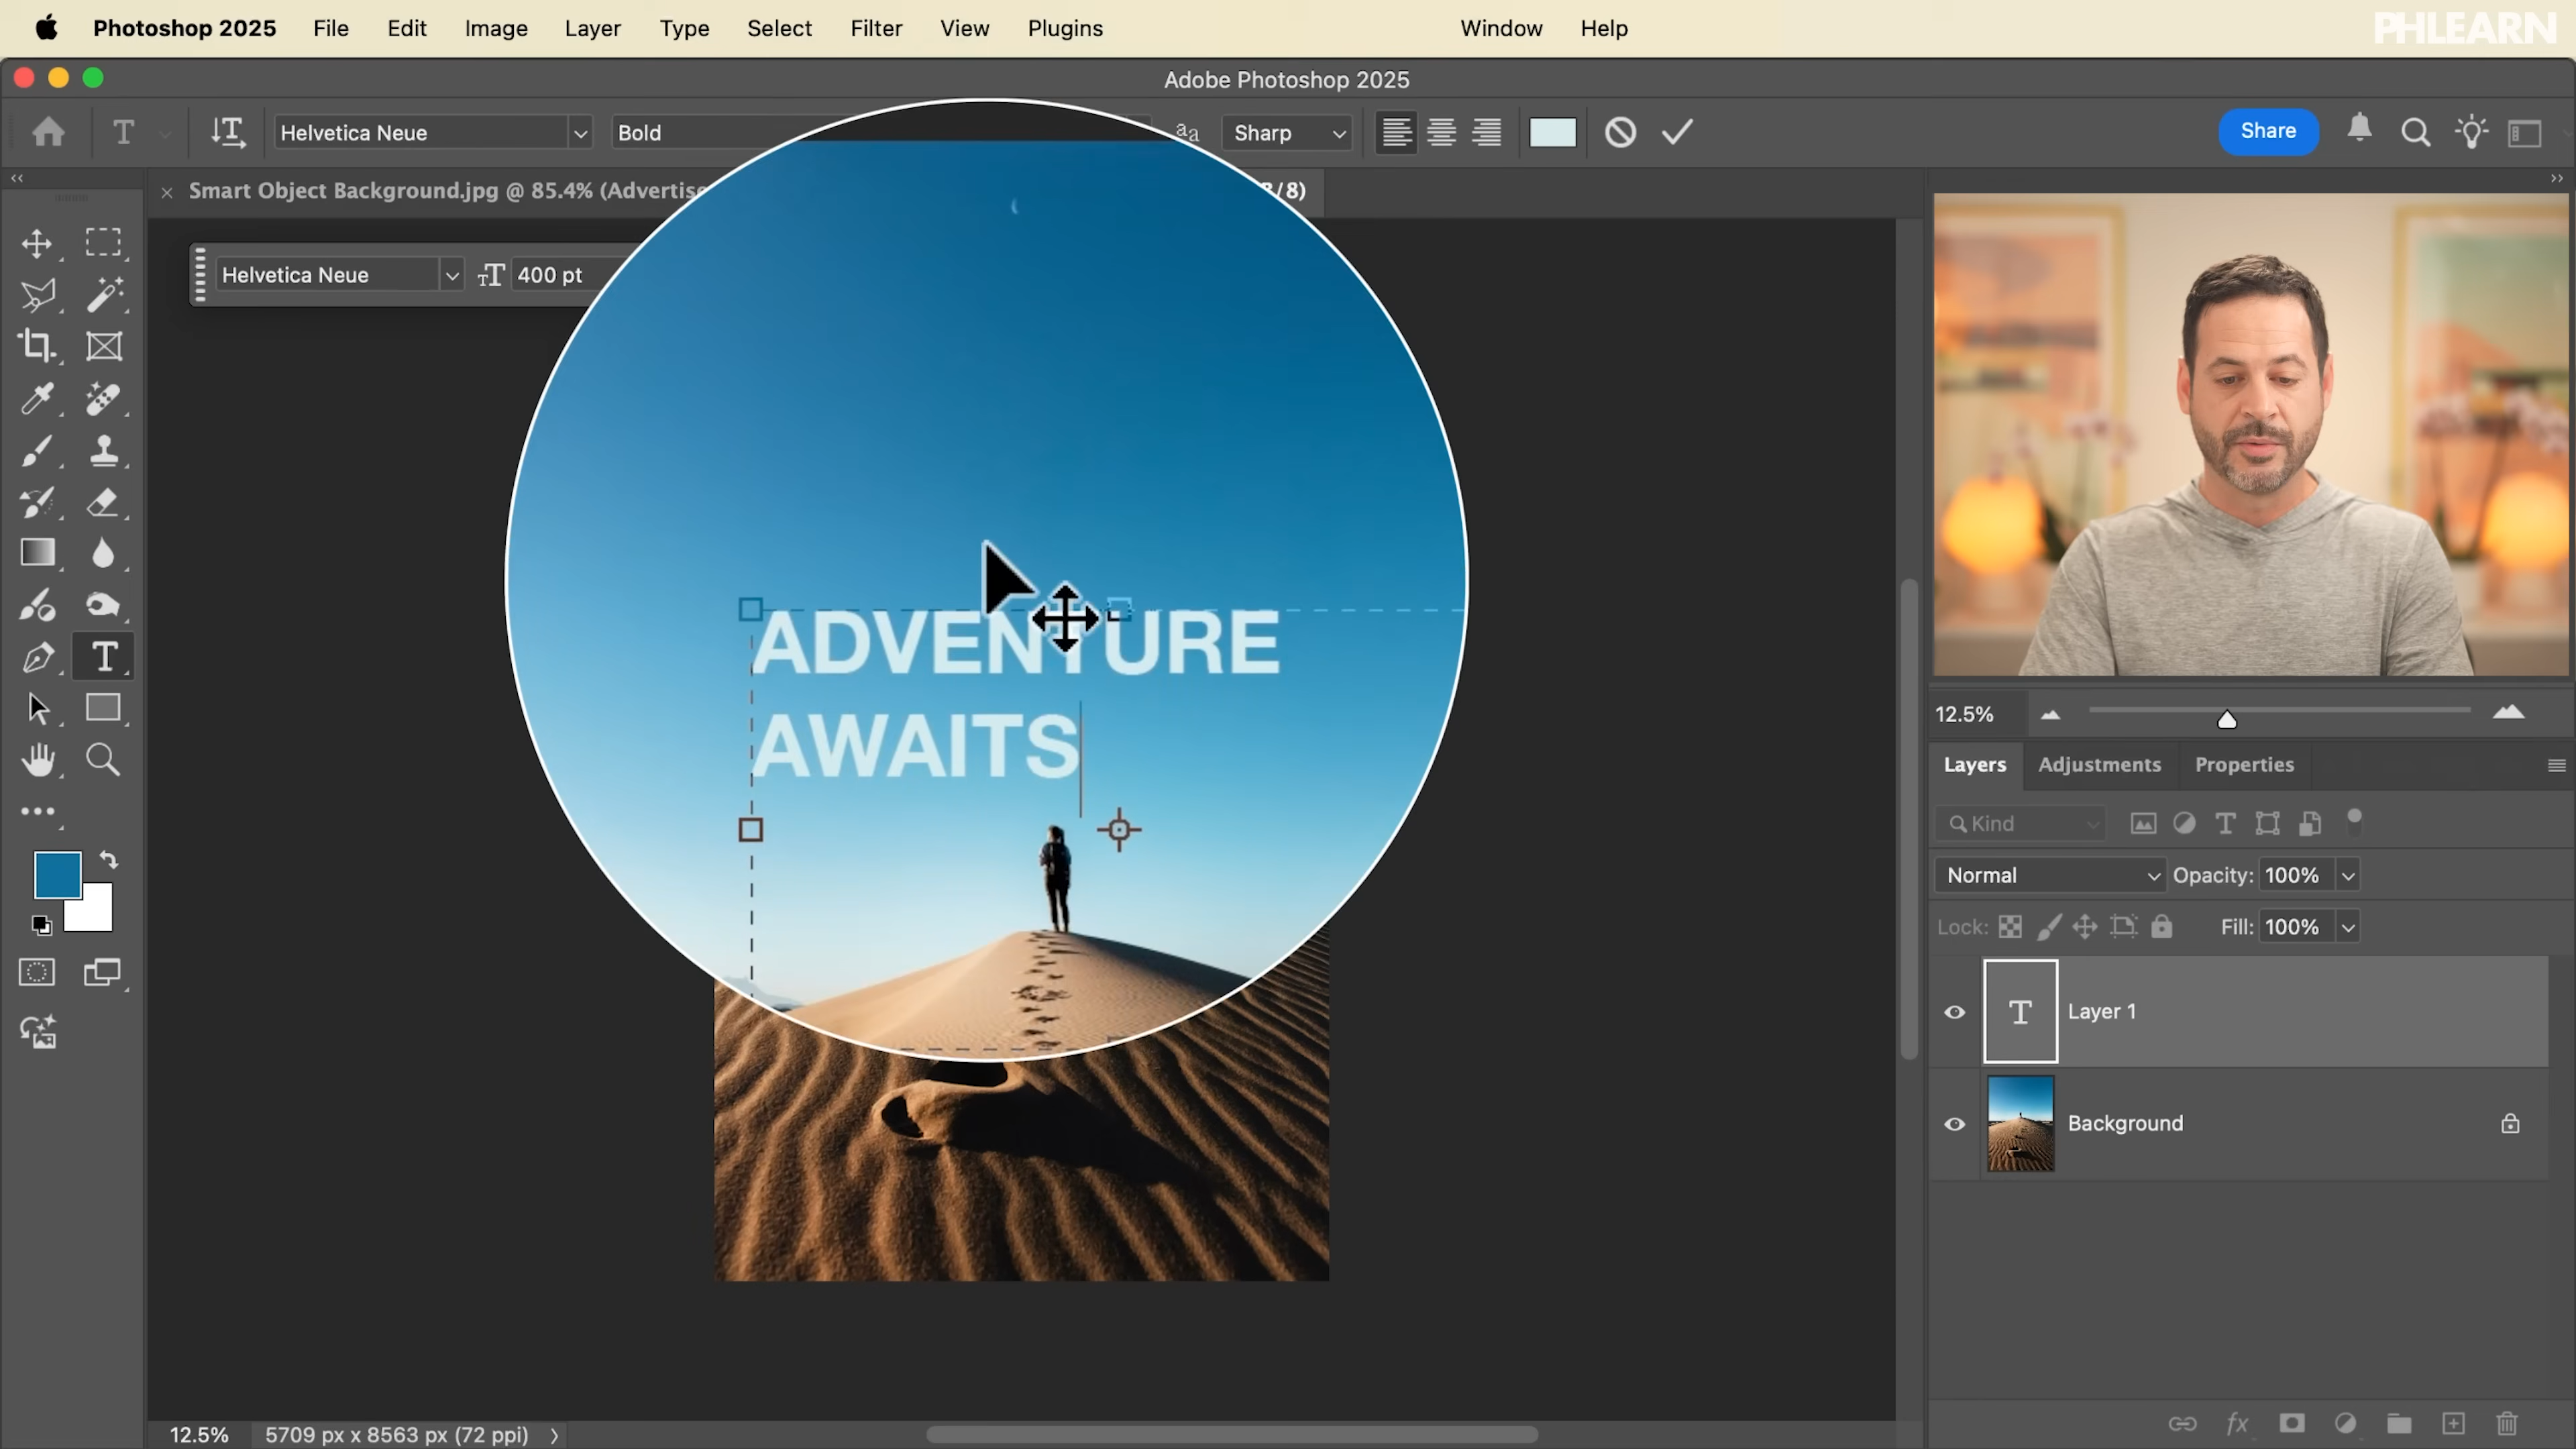 Photoshop 2025 File Edit Image Layer Type Select Filter View Plugins Window Help
PHLEARN
Adobe Photoshop 2025
Helvetica Neue Bold aa Sharp Share
Smart Object Background.jpg @ 85.4% (Advertise /8)
Helvetica Neue 400 pt
ADVENTURE
AWAITS
12.5%
Layers Adjustments Properties
Kind
Normal Opacity: 100%
Lock: Fill: 100%
Layer 1
Background
12.5% 5709 px x 8563 px (72 ppi)